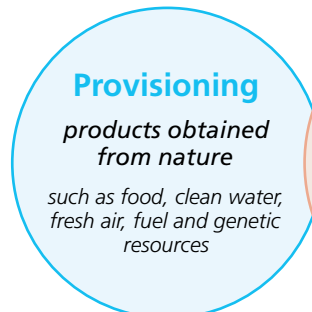 Provisioning
products obtained
from nature
such as food, clean water,
fresh air, fuel and genetic
resources